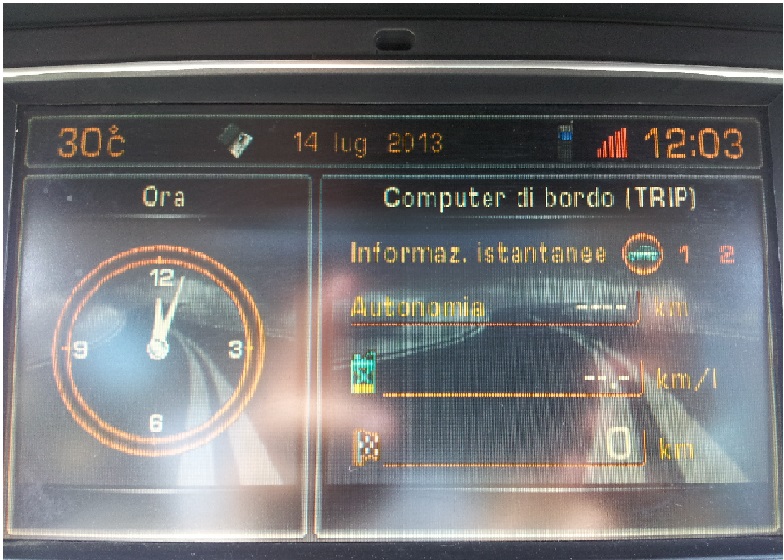 30°C 14 lug 2013 12:03
Ora
12
9 3
6
Computer di bordo (TRIP)
Informaz. istantanee 1 2
Autonomia ---- km
--.- km/l
0 km